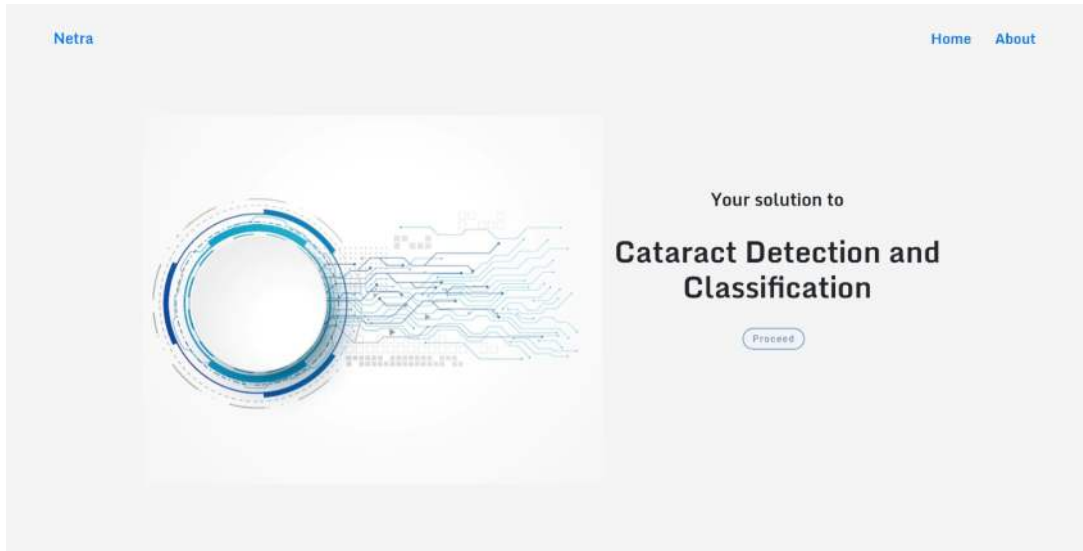 Netra
Home
About
Your solution to
Cataract Detection and
Classification
Proceed